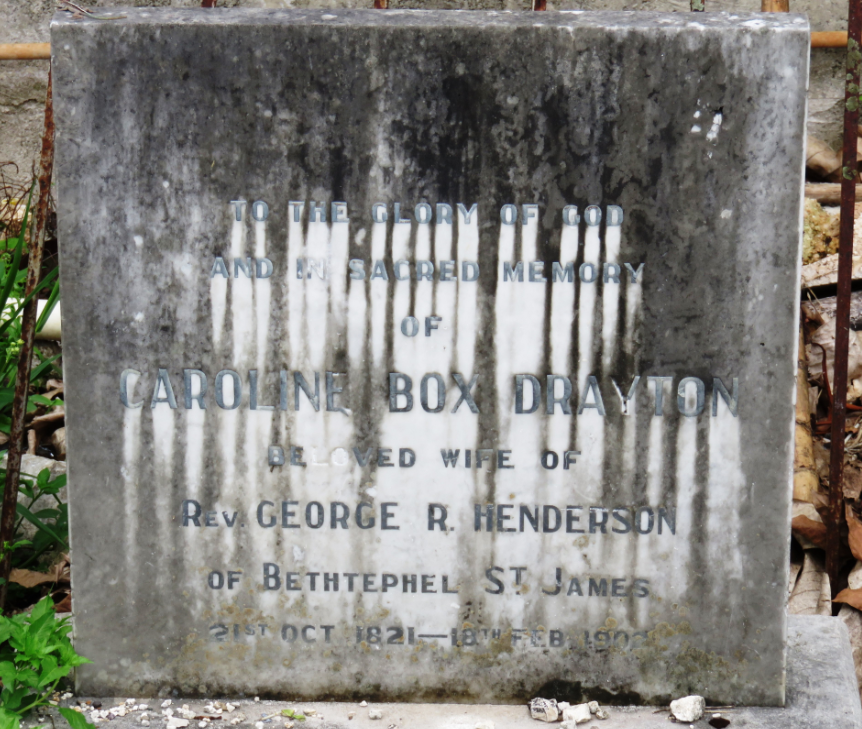 TO THE GLORY OF GOD
AND IN SACRED MEMORY
OF
CAROLINE BOX DRAYTON
BELOVED WIFE OF
REV. GEORGE R. HENDERSON
OF BETHTEPHEL ST. JAMES
21ST OCT. 1821—18TH FEB.